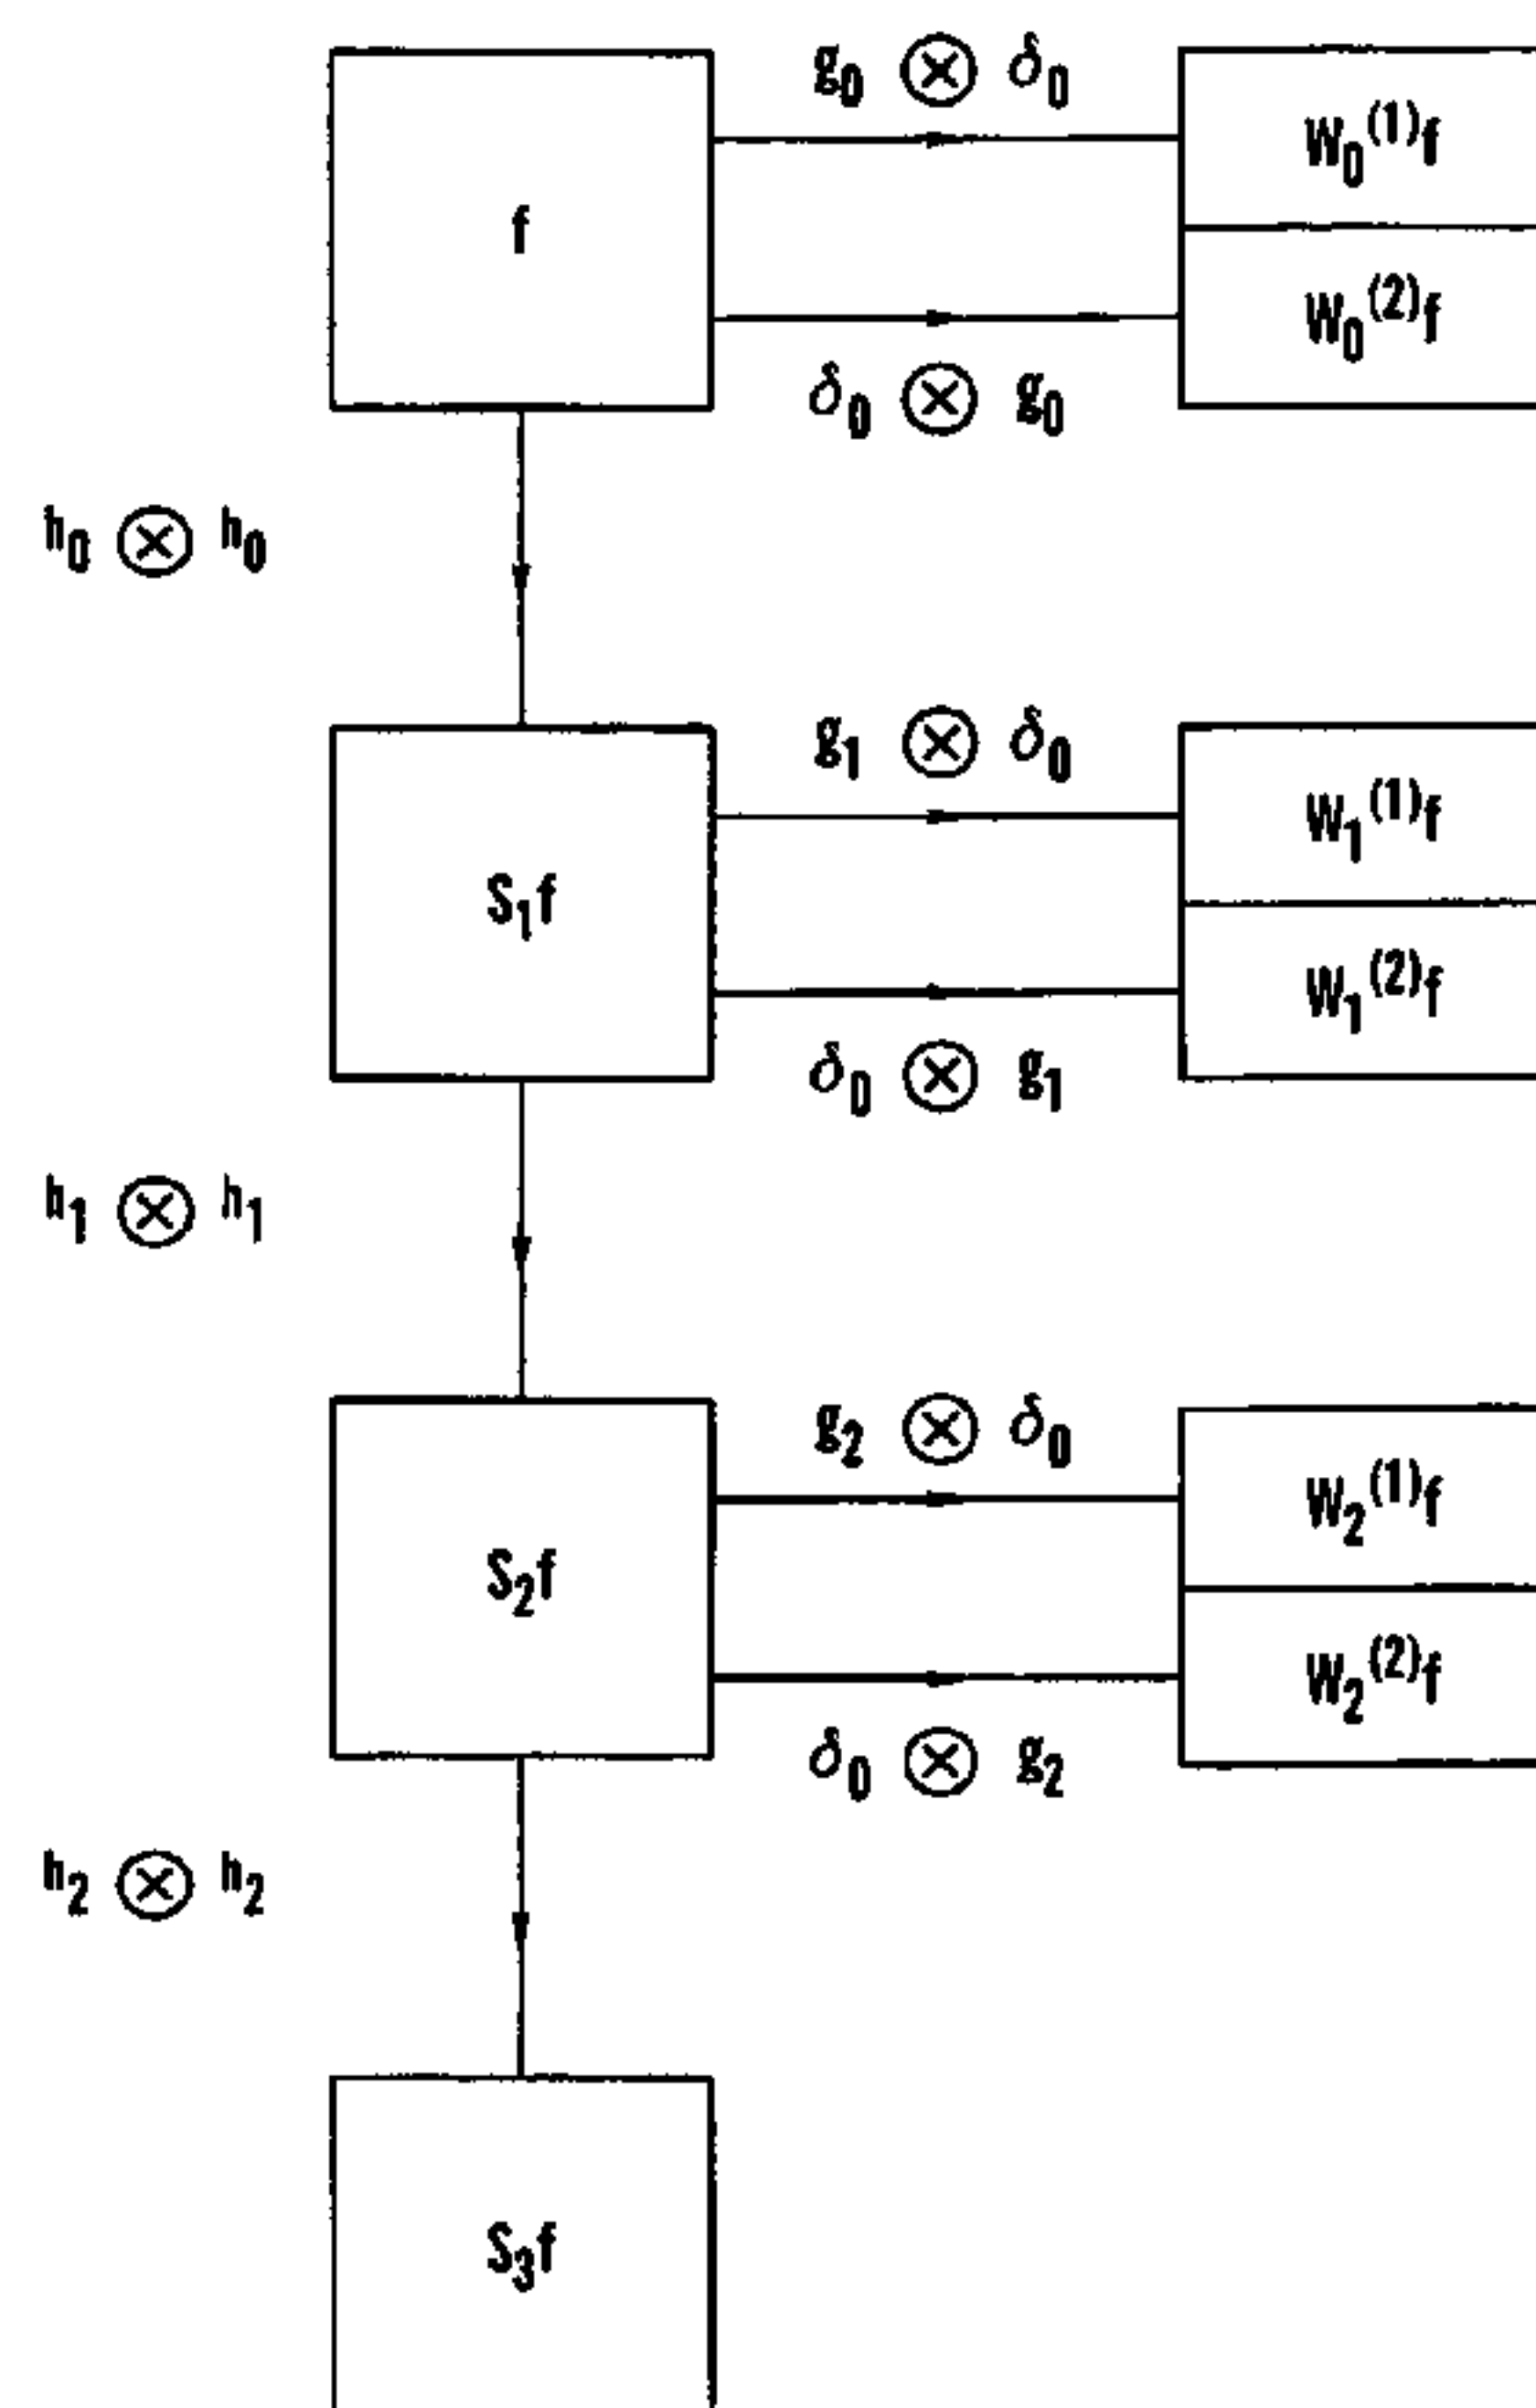 g₀ ⊗ δ₀
W₀⁽¹⁾f
f
W₀⁽²⁾f
δ₀ ⊗ g₀
h₀ ⊗ h₀
g₁ ⊗ δ₀
W₁⁽¹⁾f
S₁f
W₁⁽²⁾f
δ₀ ⊗ g₁
h₁ ⊗ h₁
g₂ ⊗ δ₀
W₂⁽¹⁾f
S₂f
W₂⁽²⁾f
δ₀ ⊗ g₂
h₂ ⊗ h₂
S₃f